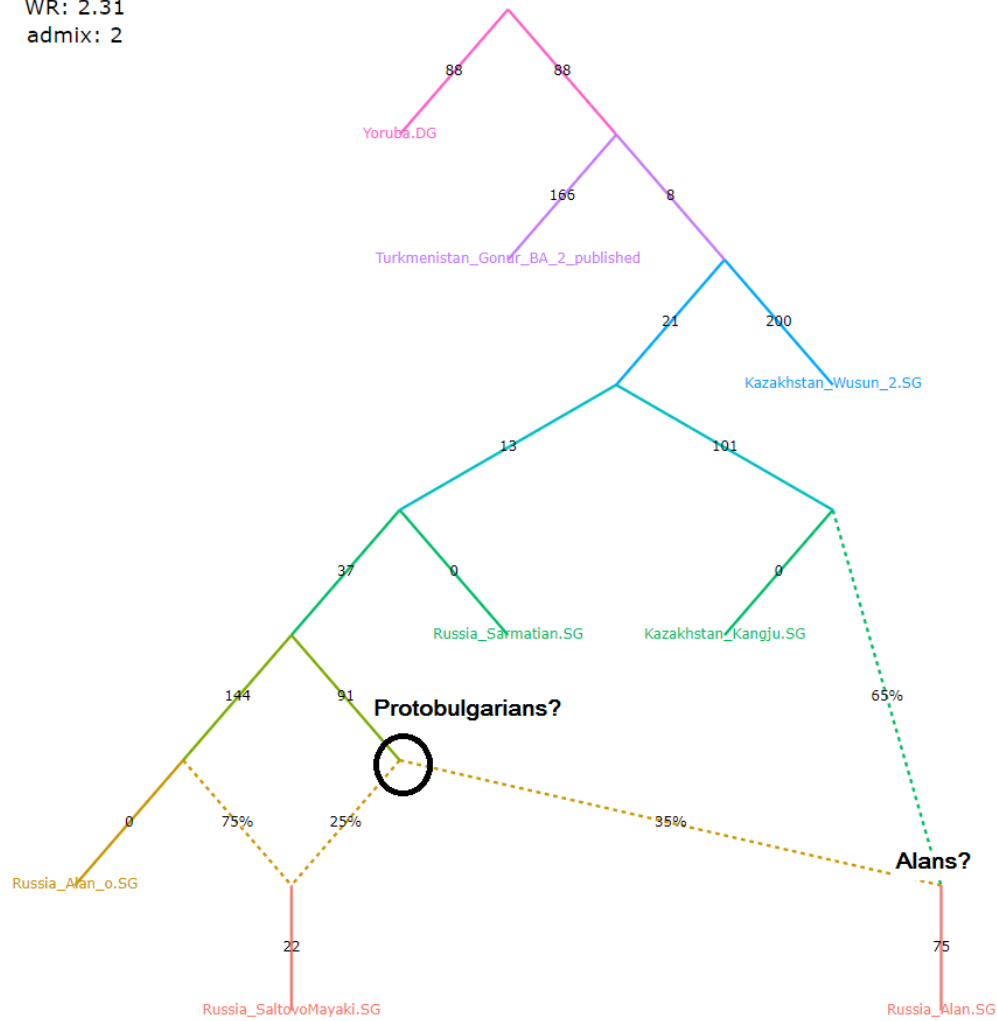 WR: 2.31
admix: 2
88
88
Yoruba.DG
166
8
Turkmenistan_Gonur_BA_2_published
21
200
Kazakhstan_Wusun_2.SG
13
101
37
0
0
Russia_Sarmatian.SG
Kazakhstan_Kangju.SG
144
91
65%
Protobulgarians?
0
75%
25%
35%
Alans?
Russia_Alan_o.SG
22
75
Russia_SaltovoMayaki.SG
Russia_Alan.SG